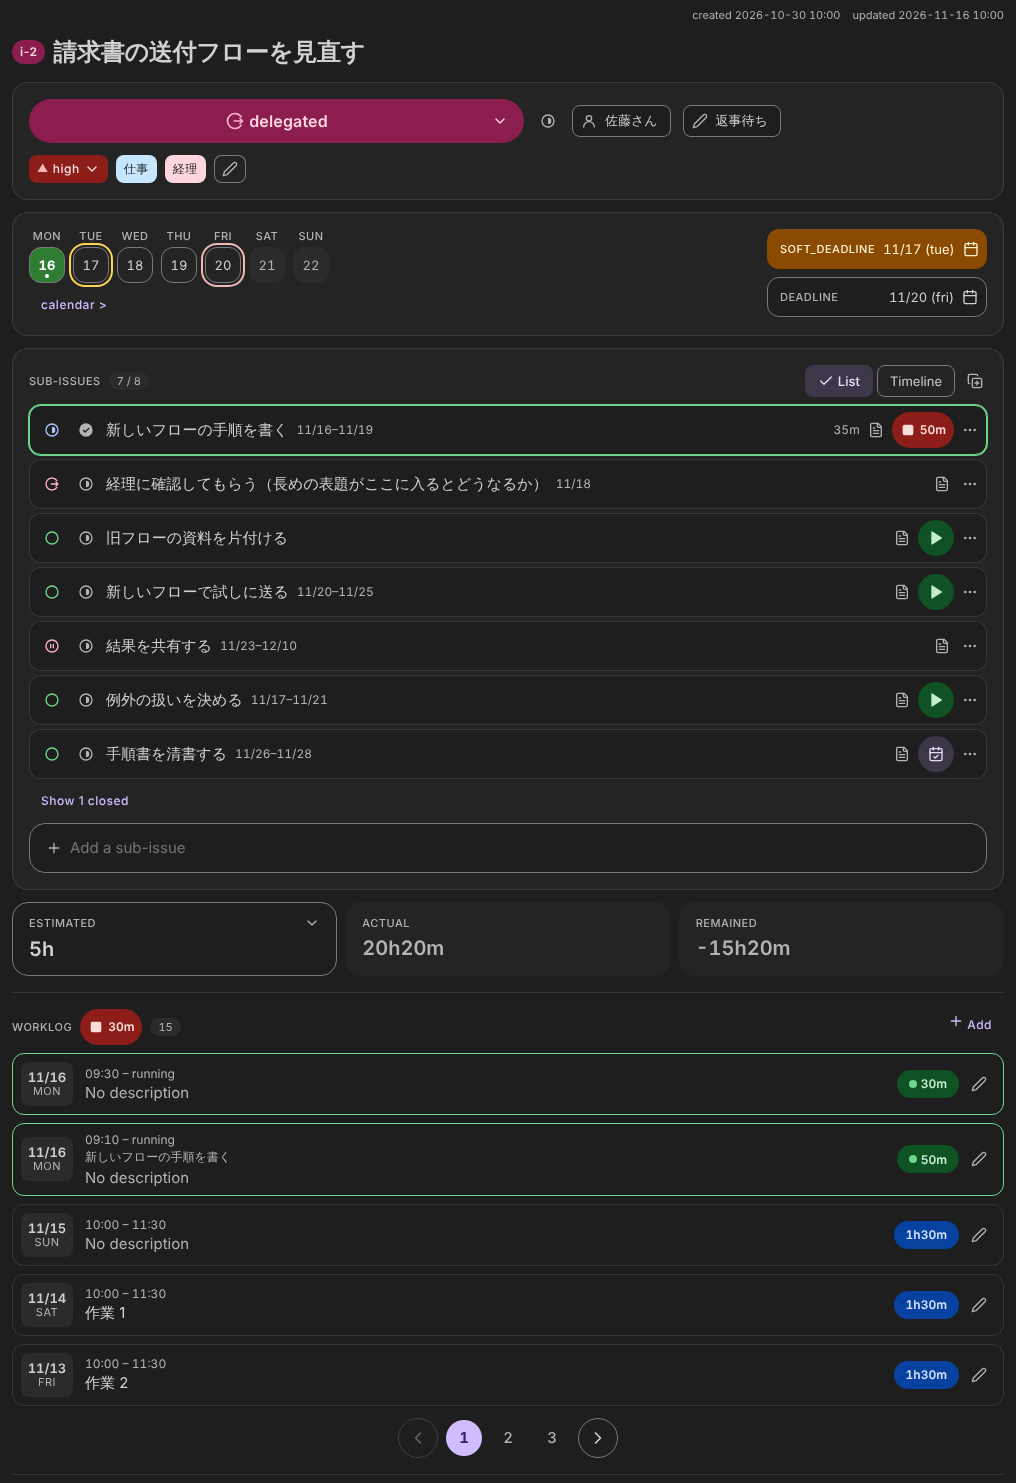 created 2026-10-30 10:00 updated 2026-11-16 10:00
i-2 請求書の送付フローを見直す
delegated 佐藤さん 返事待ち
high 仕事 経理
MON TUE WED THU FRI SAT SUN
16 17 18 19 20 21 22
calendar >
SOFT_DEADLINE 11/17 (tue)
DEADLINE 11/20 (fri)
SUB-ISSUES 7 / 8 List Timeline
新しいフローの手順を書く 11/16–11/19 35m 50m
経理に確認してもらう（長めの表題がここに入るとどうなるか） 11/18
旧フローの資料を片付ける
新しいフローで試しに送る 11/20–11/25
結果を共有する 11/23–12/10
例外の扱いを決める 11/17–11/21
手順書を清書する 11/26–11/28
Show 1 closed
Add a sub-issue
ESTIMATED
5h
ACTUAL
20h20m
REMAINED
-15h20m
WORKLOG 30m 15 Add
11/16 MON
09:30 – running
No description
30m
11/16 MON
09:10 – running
新しいフローの手順を書く
No description
50m
11/15 SUN
10:00 – 11:30
No description
1h30m
11/14 SAT
10:00 – 11:30
作業 1
1h30m
11/13 FRI
10:00 – 11:30
作業 2
1h30m
1 2 3